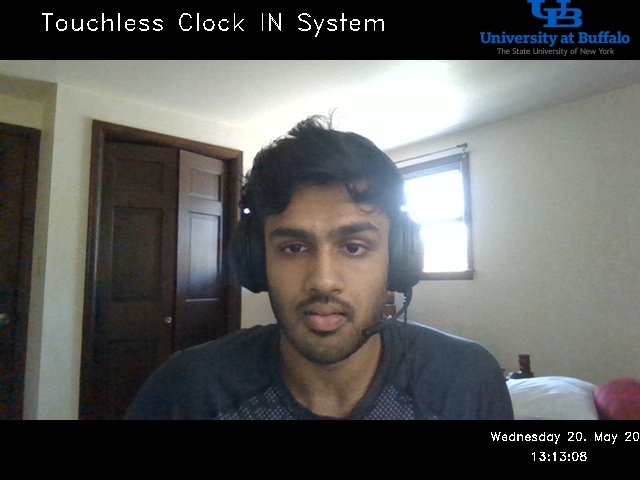 Touchless Clock IN System
UB
University at Buffalo
The State University of New York
Wednesday 20. May 20
13:13:08